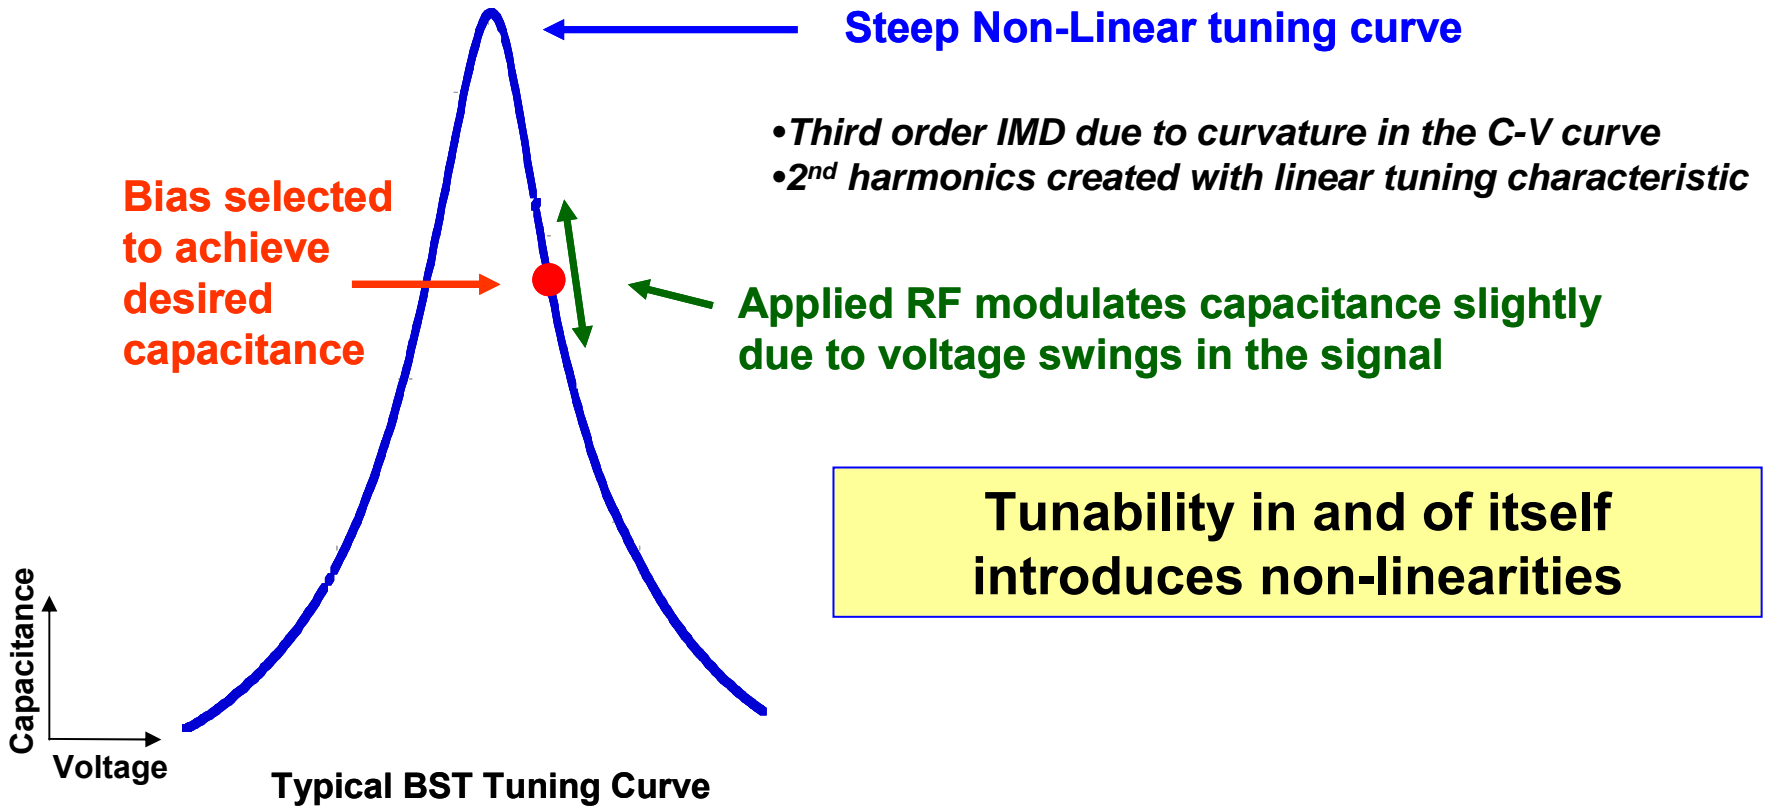 Steep Non-Linear tuning curve
•Third order IMD due to curvature in the C-V curve
•2nd harmonics created with linear tuning characteristic
Bias selected
to achieve
desired
capacitance
Applied RF modulates capacitance slightly
due to voltage swings in the signal
Tunability in and of itself
introduces non-linearities
Capacitance
Voltage
Typical BST Tuning Curve